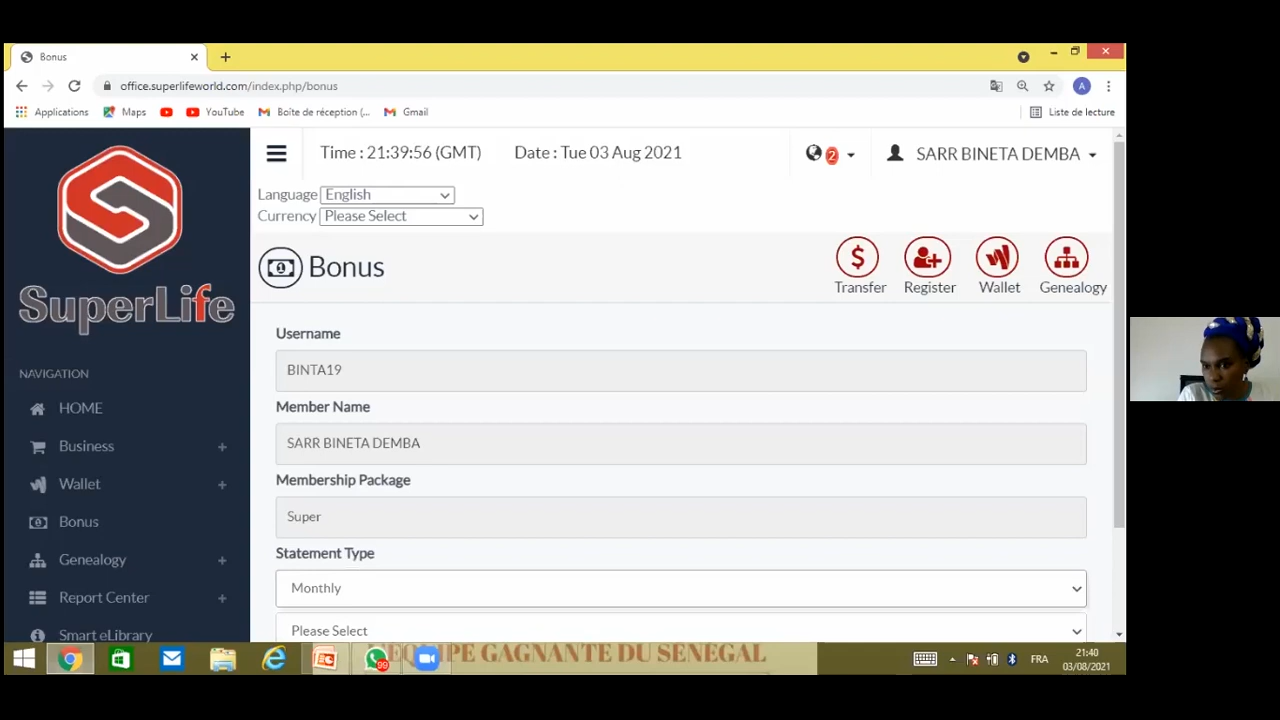 Bonus
office.superlifeworld.com/index.php/bonus
A
Applications
Maps
YouTube
Boîte de réception (...
Gmail
Liste de lecture
SuperLife
Time : 21:39:56 (GMT)
Date : Tue 03 Aug 2021
2
SARR BINETA DEMBA
Language English
Currency Please Select
Bonus
Transfer
Register
Wallet
Genealogy
NAVIGATION
HOME
Business
Wallet
Bonus
Genealogy
Report Center
Smart eLibrary
Username
BINTA19
Member Name
SARR BINETA DEMBA
Membership Package
Super
Statement Type
Monthly
Please Select
99
EQUIPE GAGNANTE DU SENEGAL
FRA
21:40
03/08/2021